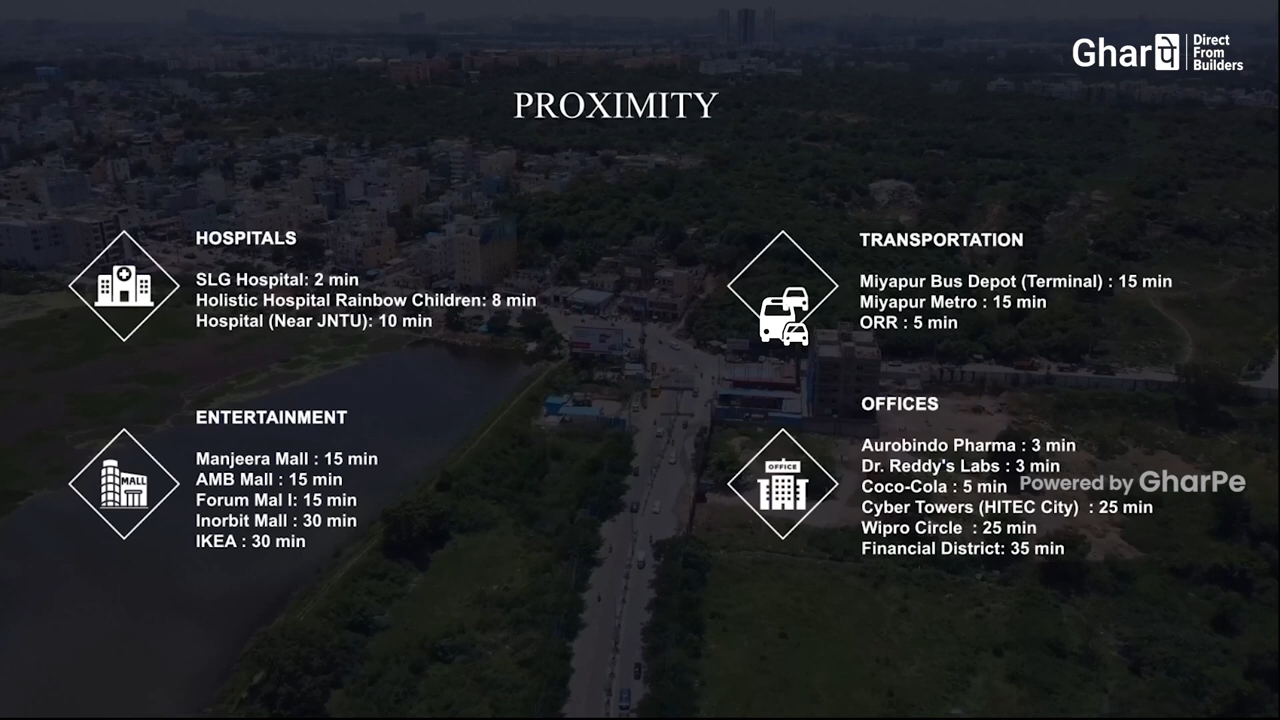 Gharपे
Direct
From
Builders
PROXIMITY
HOSPITALS
SLG Hospital: 2 min
Holistic Hospital Rainbow Children: 8 min
Hospital (Near JNTU): 10 min
TRANSPORTATION
Miyapur Bus Depot (Terminal) : 15 min
Miyapur Metro : 15 min
ORR : 5 min
ENTERTAINMENT
MALL
Manjeera Mall : 15 min
AMB Mall : 15 min
Forum Mal l: 15 min
Inorbit Mall : 30 min
IKEA : 30 min
OFFICES
OFFICE
Aurobindo Pharma : 3 min
Dr. Reddy's Labs : 3 min
Coco-Cola : 5 min
Powered by GharPe
Cyber Towers (HITEC City)  : 25 min
Wipro Circle  : 25 min
Financial District: 35 min